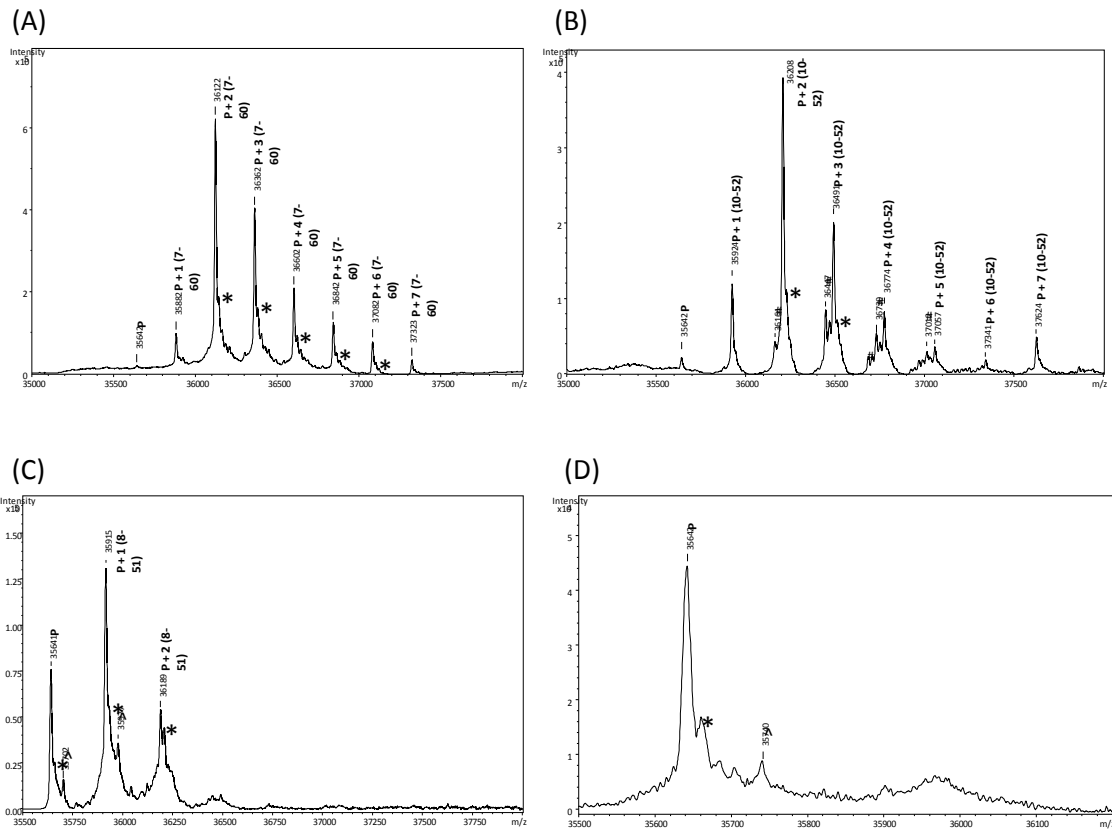 (A)
Intensity
36122
P + 2 (7-
60)
36362 P + 3 (7-
60)
36602 P + 4 (7-
60)
35882 P + 1 (7-
60)
36842 P + 5 (7-
60)
37082 P + 6 (7-
60)
37323 P + 7 (7-
60)
35642 P
*
*
*
*
*
6
4
2
0
35000 35500 36000 36500 37000 37500 m/z
(B)
Intensity
36208
P + 2 (10-
52)
36491 P + 3 (10-52)
35924 P + 1 (10-52)
36774 P + 4 (10-52)
37057 P + 5 (10-52)
37341 P + 6 (10-52)
37624 P + 7 (10-52)
35642 P
*
*
4
3
2
1
0
35000 35500 36000 36500 37000 37500 m/z
(C)
Intensity
35915
P + 1 (8-
51)
35641 P
36189 P + 2 (8-
51)
*
*
*
^
^
1.50
1.25
1.00
0.75
0.50
0.25
0.00
35500 35750 36000 36250 36500 36750 37000 37250 37500 37750 m/z
(D)
Intensity
35642 P
*
^
5
4
3
2
1
0
35500 35600 35700 35800 35900 36000 36100 m/z